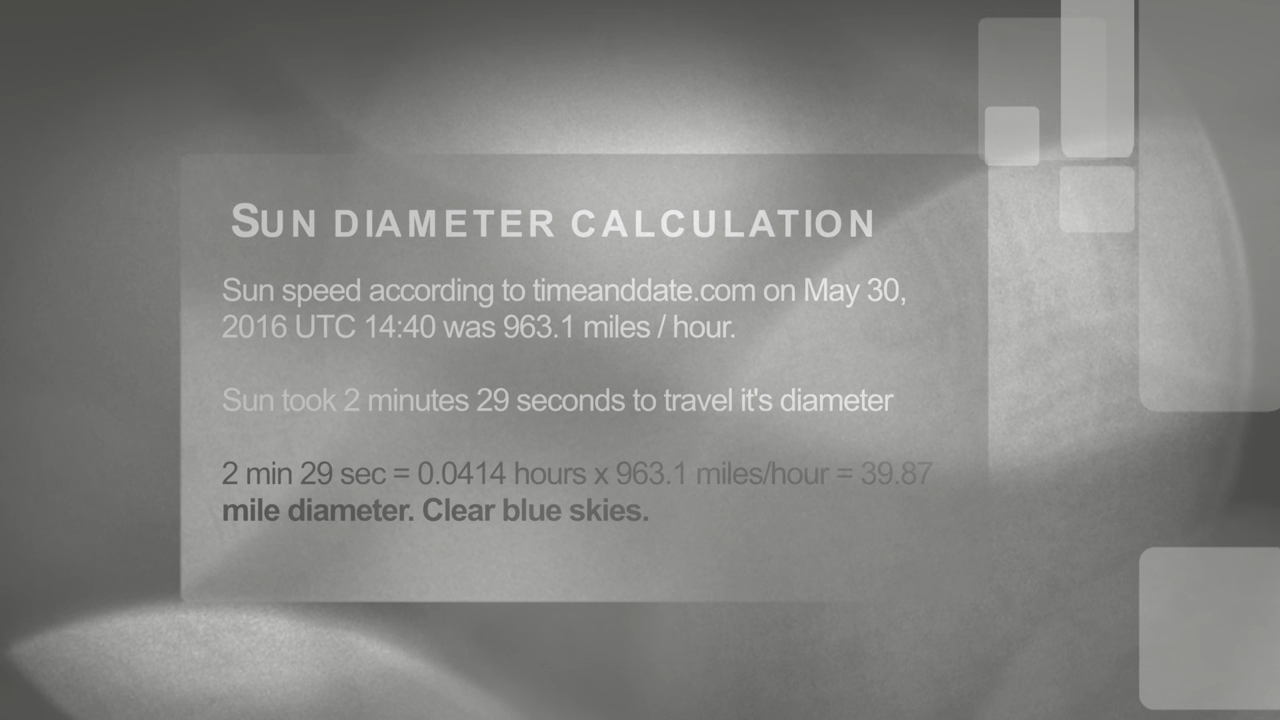 SUN DIAMETER CALCULATION
Sun speed according to timeanddate.com on May 30,
2016 UTC 14:40 was 963.1 miles / hour.
Sun took 2 minutes 29 seconds to travel it's diameter
2 min 29 sec = 0.0414 hours x 963.1 miles/hour = 39.87
mile diameter. Clear blue skies.